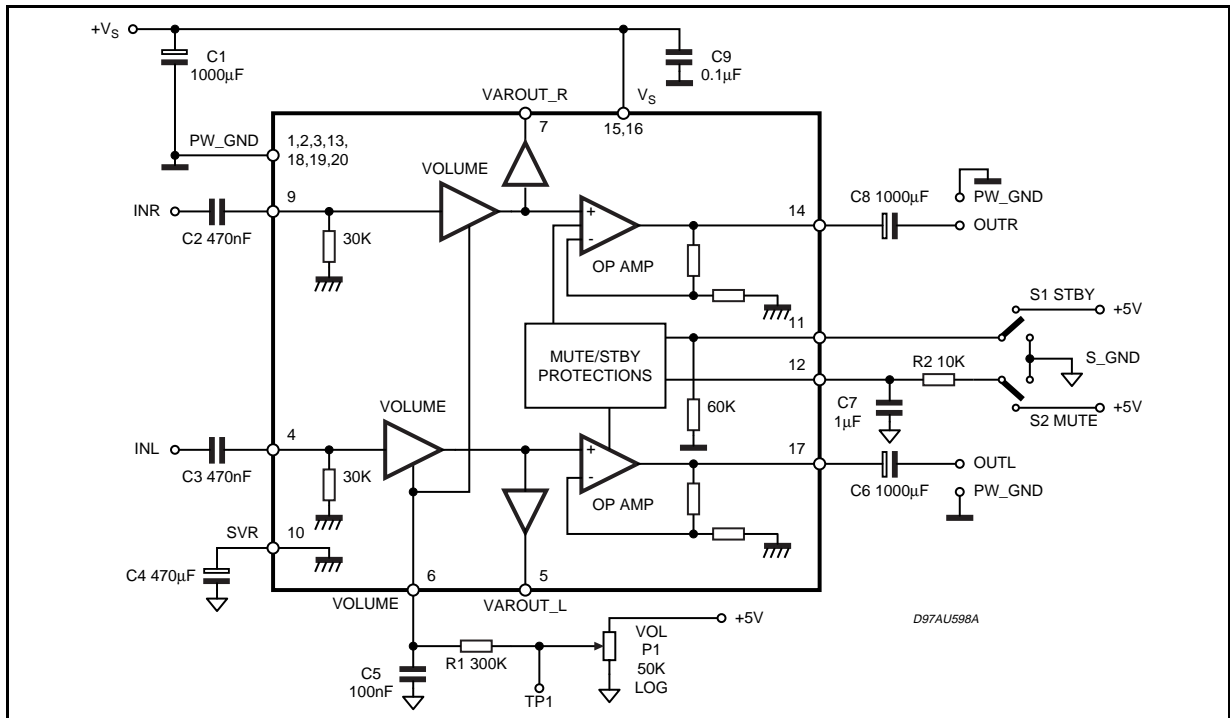 +VS
C1
1000µF
C9
0.1µF
VAROUT_R
VS
7
15,16
PW_GND
1,2,3,13,
18,19,20
VOLUME
INR
9
C2 470nF
30K
+
-
OP AMP
14
C8 1000µF
PW_GND
OUTR
S1 STBY
+5V
11
MUTE/STBY
PROTECTIONS
12
R2 10K
S_GND
60K
C7
1µF
S2 MUTE
+5V
VOLUME
INL
4
C3 470nF
30K
+
-
OP AMP
17
C6 1000µF
OUTL
PW_GND
SVR
10
C4 470µF
6
5
VOLUME
VAROUT_L
D97AU598A
+5V
VOL
P1
50K
LOG
R1 300K
C5
100nF
TP1